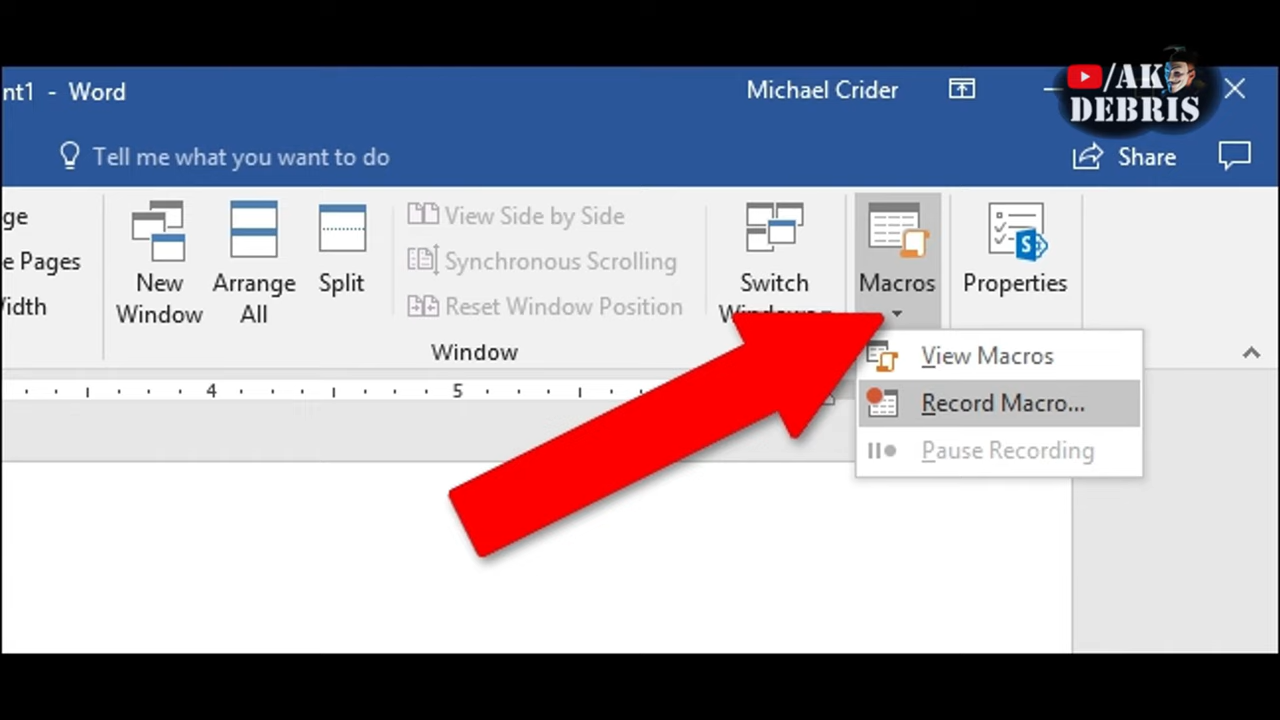 nt1 - Word
Michael Crider
/AK
DEBRIS
Tell me what you want to do
Share
ge
e Pages
idth
New
Window
Arrange
All
Split
View Side by Side
Synchronous Scrolling
Reset Window Position
Window
Switch
Windows
Macros
Properties
View Macros
Record Macro...
Pause Recording
4
5